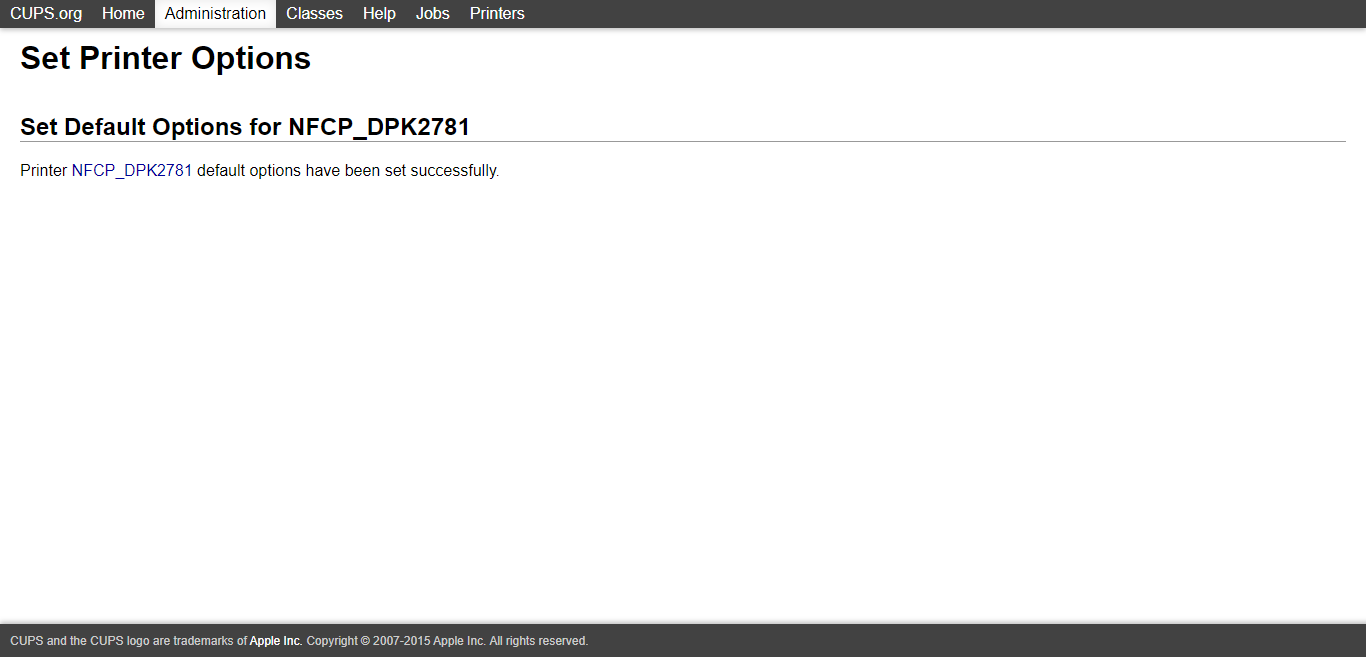 CUPS.org Home Administration Classes Help Jobs Printers
Set Printer Options
Set Default Options for NFCP_DPK2781
Printer NFCP_DPK2781 default options have been set successfully.
CUPS and the CUPS logo are trademarks of Apple Inc. Copyright © 2007-2015 Apple Inc. All rights reserved.